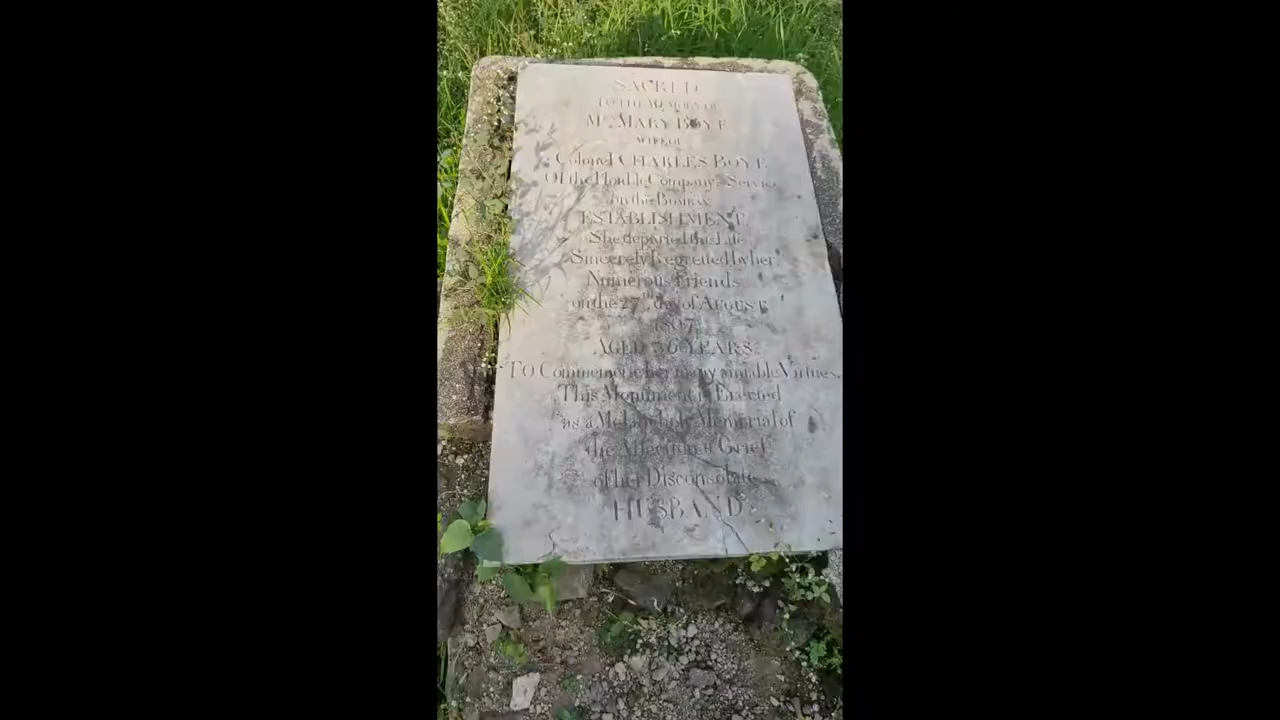 SACRED
TO THE MEMORY OF
Mrs. MARY BOYE
WIFE OF
Colonel CHARLES BOYE
Of the Honble Companys Service
on the BOMBAY
ESTABLISHMENT
She departed this Life
Sincerely Regretted by her
Numerous Friends
on the 27th day of AUGUST
1807
AGED 36 YEARS
TO Commemorate her many amiable Virtues.
This Monument is Erected
as a Melancholy Memorial of
the Affectionate Grief
of her Disconsolate
HUSBAND